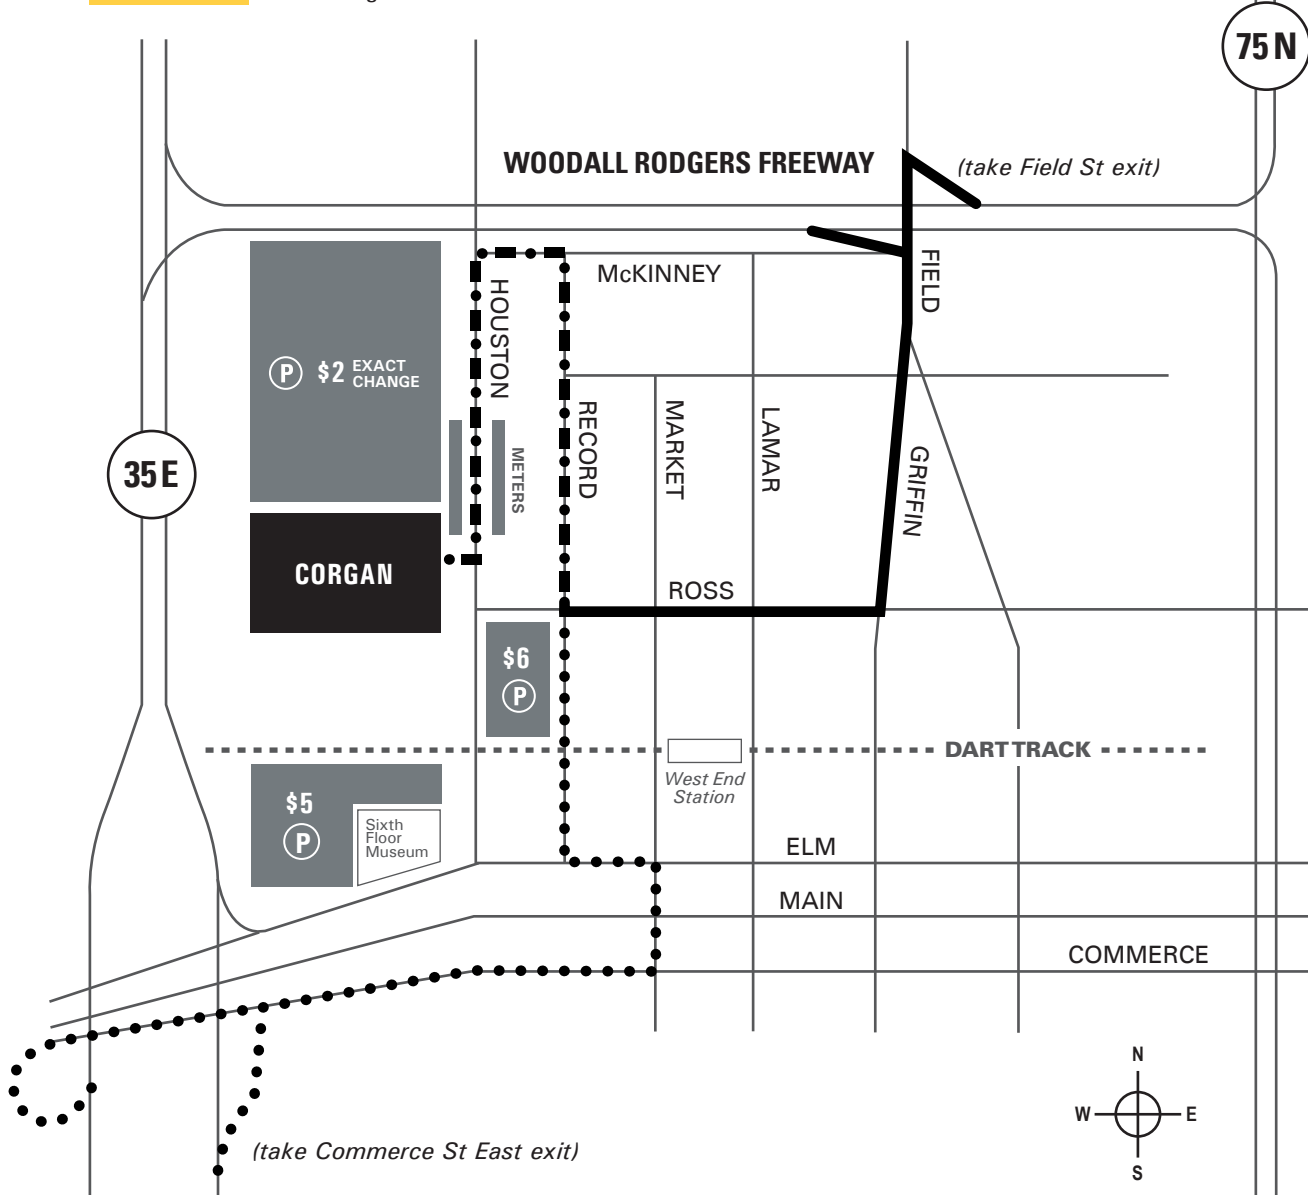 75 N
WOODALL RODGERS FREEWAY
(take Field St exit)
FIELD
McKINNEY
HOUSTON
P $2 EXACT
CHANGE
RECORD
MARKET
LAMAR
GRIFFIN
METERS
35 E
CORGAN
ROSS
$6
P
DART TRACK
West End
Station
$5
P
Sixth
Floor
Museum
ELM
MAIN
COMMERCE
N
W E
S
(take Commerce St East exit)